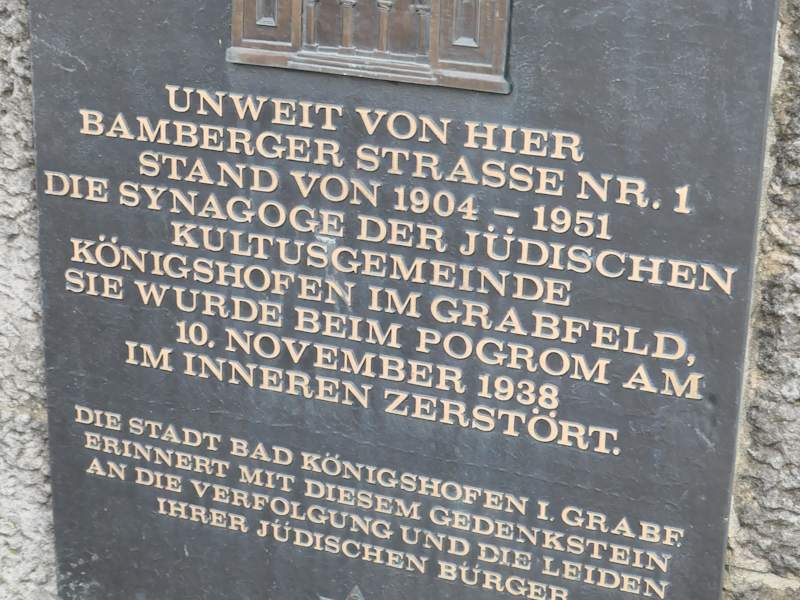 UNWEIT VON HIER
BAMBERGER STRASSE NR. 1
STAND VON 1904 – 1951
DIE SYNAGOGE DER JÜDISCHEN
KULTUSGEMEINDE
KÖNIGSHOFEN IM GRABFELD,
SIE WURDE BEIM POGROM AM
10. NOVEMBER 1938
IM INNEREN ZERSTÖRT.
DIE STADT BAD KÖNIGSHOFEN I. GRABF.
ERINNERT MIT DIESEM GEDENKSTEIN
AN DIE VERFOLGUNG UND DIE LEIDEN
IHRER JÜDISCHEN BÜRGER